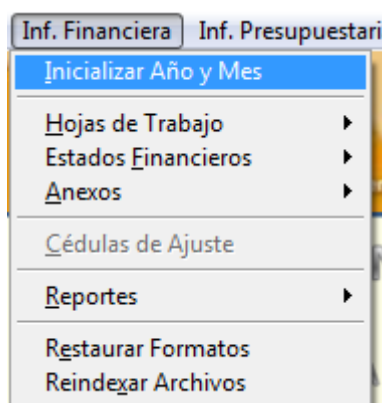 Inf. Financiera Inf. Presupuestari
Inicializar Año y Mes
Hojas de Trabajo
Estados Financieros
Anexos
Cédulas de Ajuste
Reportes
Restaurar Formatos
Reindexar Archivos